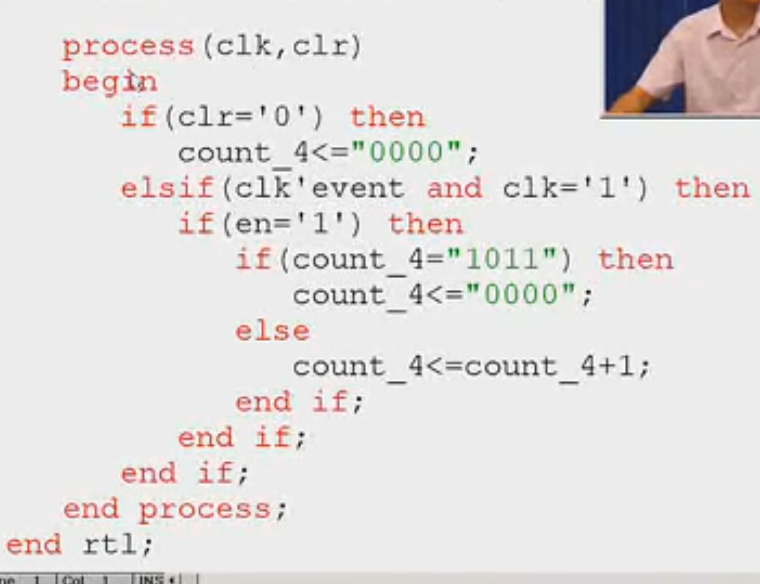 process(clk,clr)
begin
if(clr='0') then
count_4<="0000";
elsif(clk'event and clk='1') then
if(en='1') then
if(count_4="1011") then
count_4<="0000";
else
count_4<=count_4+1;
end if;
end if;
end if;
end process;
end rtl;
1 Col 1 INS